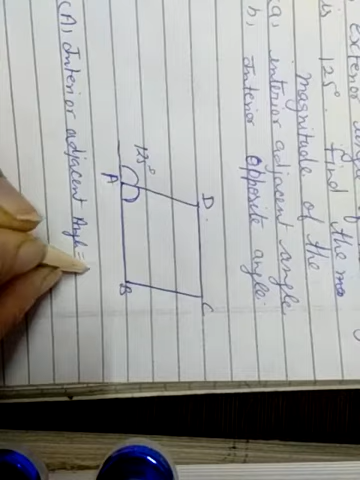 exterior
is 125°. find the
magnitude of the
a, interior adjacent angle
b, Interior opposite angle.
D
C
125°
A
B
(A) Interior adjacent Angle=